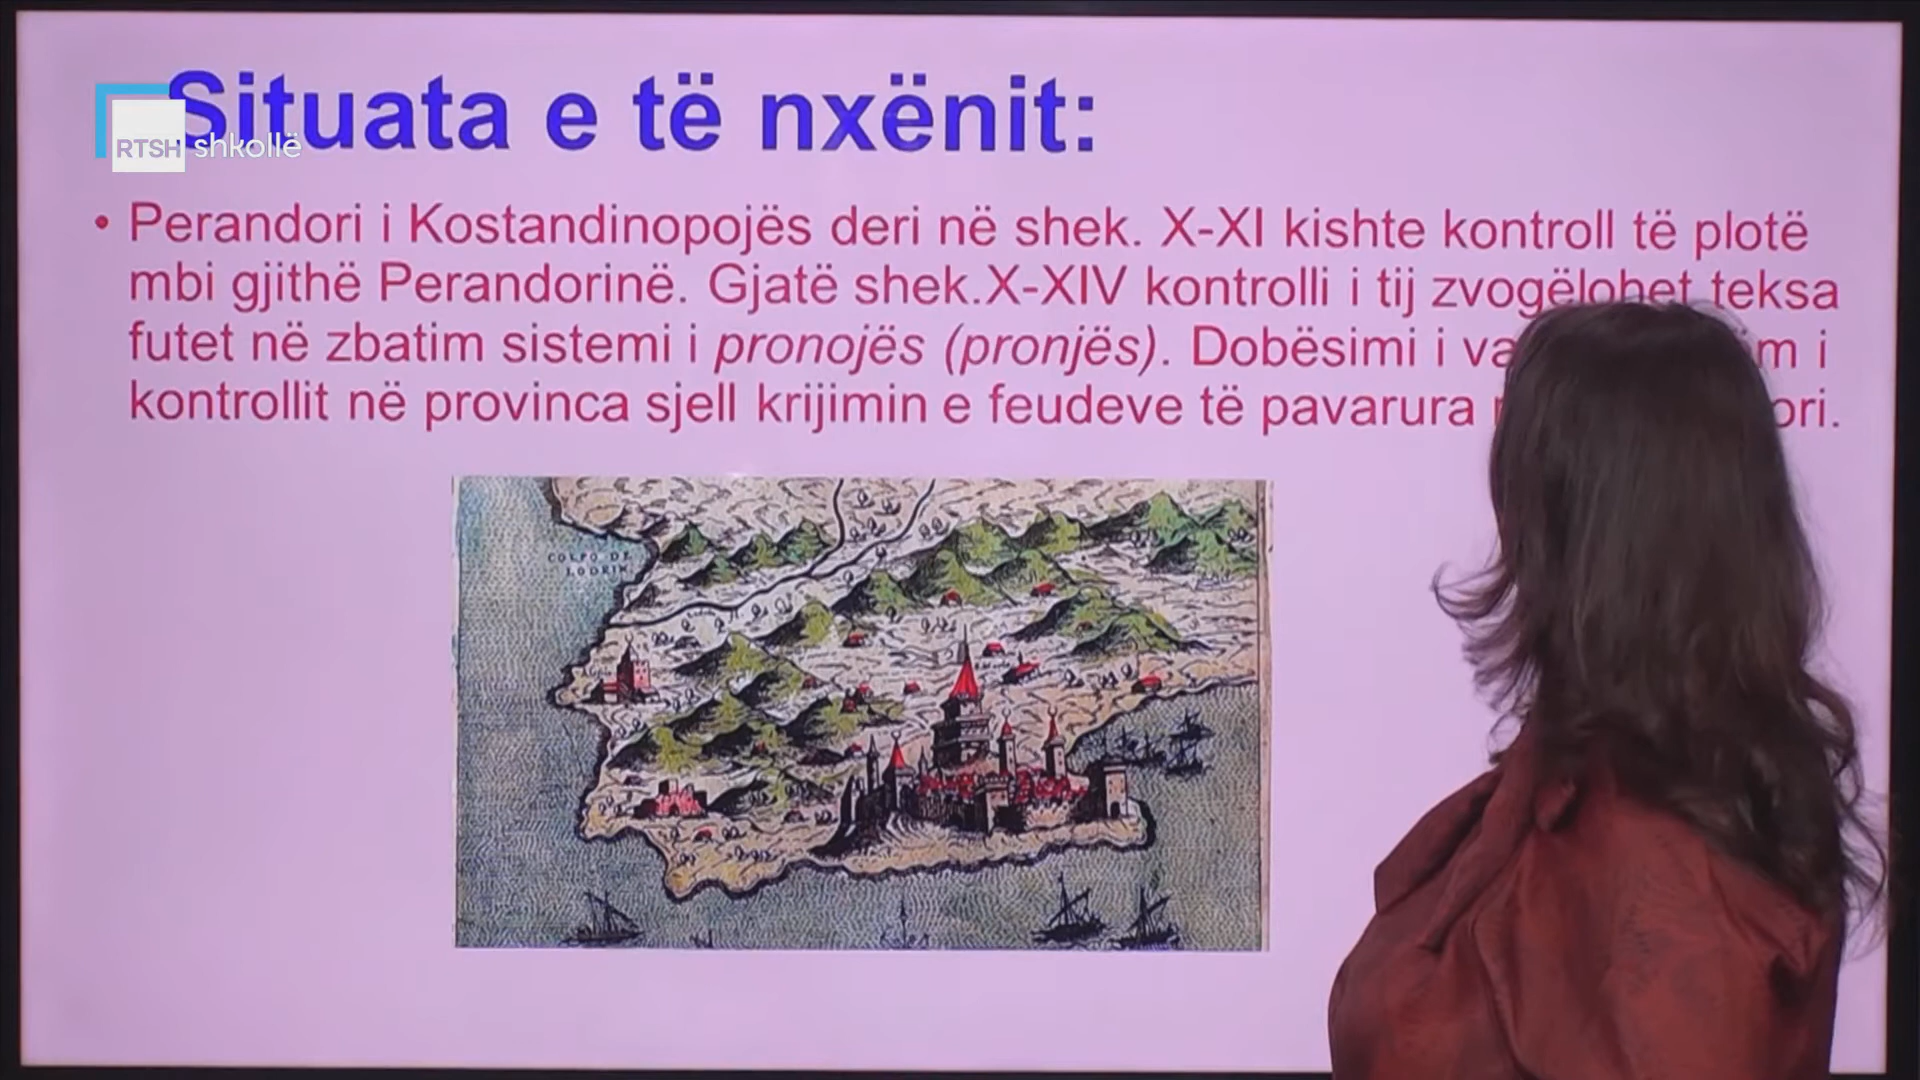 Situata e të nxënit:
RTSH shkollë
• Perandori i Kostandinopojës deri në shek. X-XI kishte kontroll të plotë
mbi gjithë Perandorinë. Gjatë shek.X-XIV kontrolli i tij zvogëlohet teksa
futet në zbatim sistemi i pronojës (pronjës). Dobësimi i
kontrollit në provinca sjell krijimin e feudeve të pavarura
COLFO DE
LODRIN